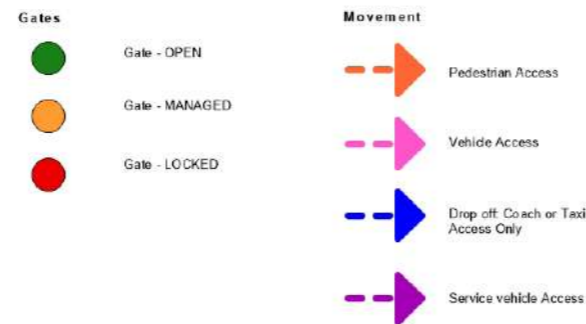 Gates
Gate - OPEN
Gate - MANAGED
Gate - LOCKED
Movement
Pedestrian Access
Vehicle Access
Drop off: Coach or Taxi
Access Only
Service vehicle Access